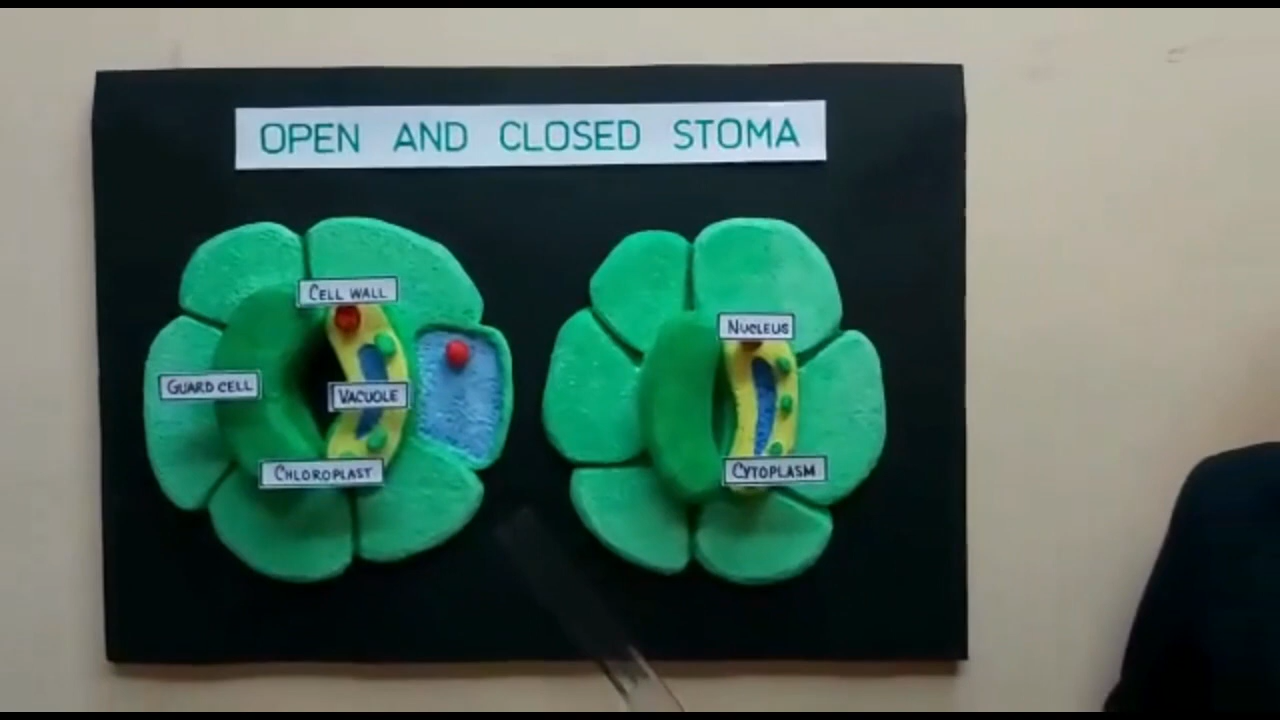 OPEN AND CLOSED STOMA
CELL WALL
GUARD CELL
VACUOLE
CHLOROPLAST
NUCLEUS
CYTOPLASM